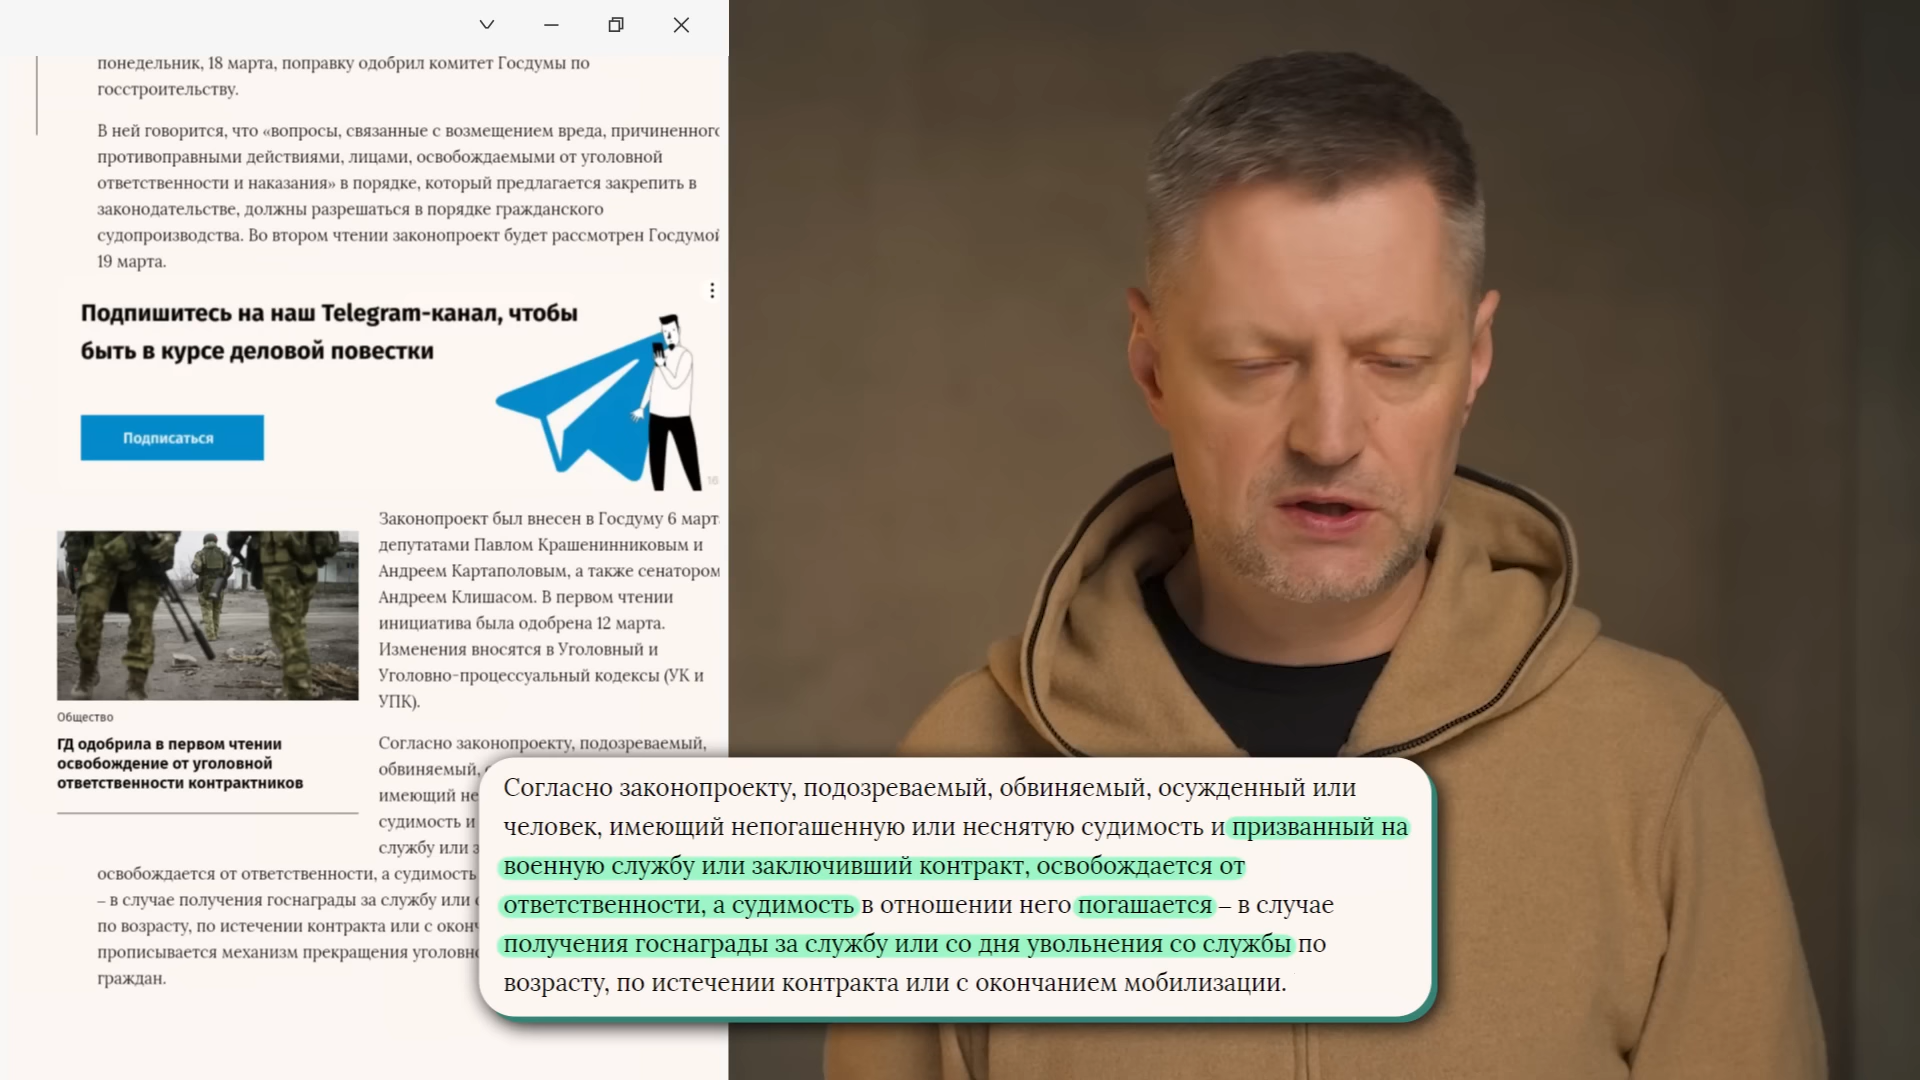 понедельник, 18 марта, поправку одобрил комитет Госдумы по
госстроительству.
В ней говорится, что «вопросы, связанные с возмещением вреда, причиненного
противоправными действиями, лицами, освобождаемыми от уголовной
ответственности и наказания» в порядке, который предлагается закрепить в
законодательстве, должны разрешаться в порядке гражданского
судопроизводства. Во втором чтении законопроект будет рассмотрен Госдумой
19 марта.
Подпишитесь на наш Telegram-канал, чтобы
быть в курсе деловой повестки
Подписаться
16
Законопроект был внесен в Госдуму 6 март
депутатами Павлом Крашенинниковым и
Андреем Картаполовым, а также сенатором
Андреем Клишасом. В первом чтении
инициатива была одобрена 12 марта.
Изменения вносятся в Уголовный и
Уголовно-процессуальный кодексы (УК и
УПК).
Общество
ГД одобрила в первом чтении
освобождение от уголовной
ответственности контрактников
Согласно законопроекту, подозреваемый,
обвиняемый,
имеющий не
судимость и
службу или
освобождается от ответственности, а судимость
– в случае получения госнаграды за службу или
по возрасту, по истечении контракта или с окон
прописывается механизм прекращения уголовн
граждан.
Согласно законопроекту, подозреваемый, обвиняемый, осужденный или
человек, имеющий непогашенную или неснятую судимость и призванный на
военную службу или заключивший контракт, освобождается от
ответственности, а судимость в отношении него погашается – в случае
получения госнаграды за службу или со дня увольнения со службы по
возрасту, по истечении контракта или с окончанием мобилизации.